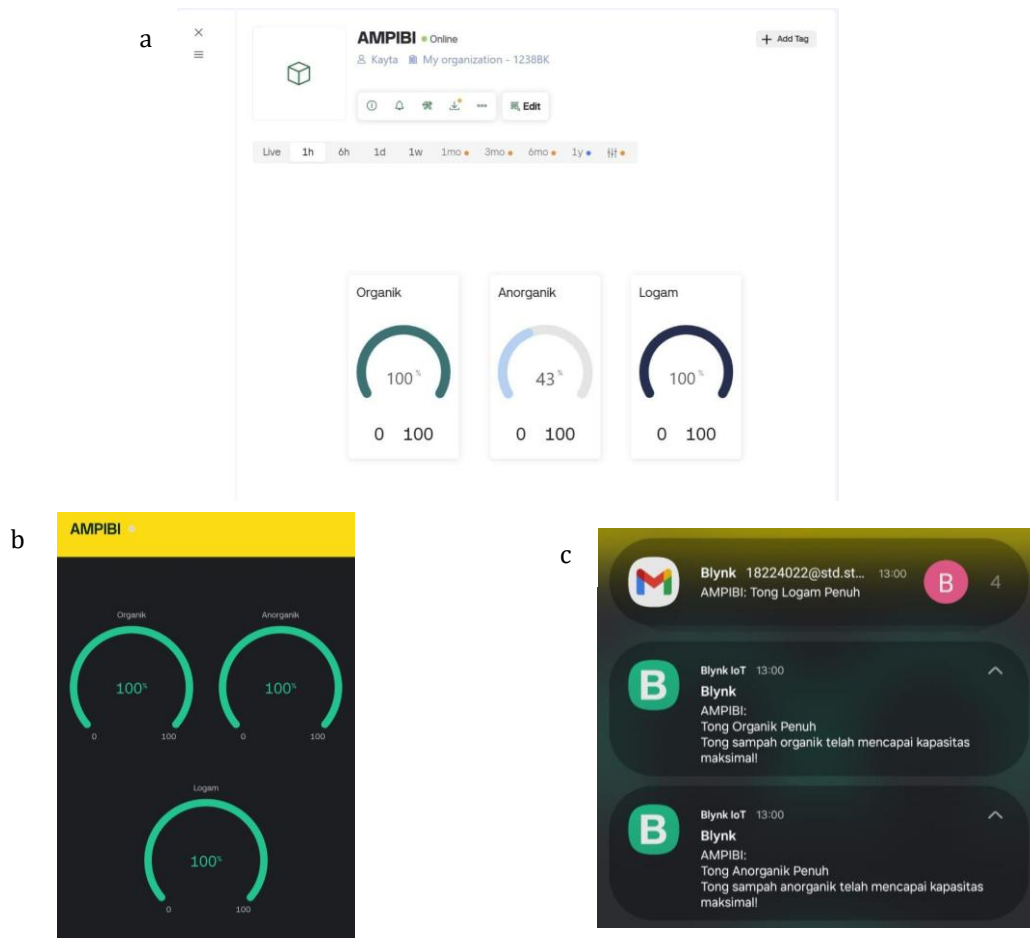 a
AMPIBI Online
Kayta My organization - 1238BK
Add Tag
Edit
Live 1h 6h 1d 1w 1mo 3mo 6mo 1y
Organik
100 %
0 100
Anorganik
43 %
0 100
Logam
100 %
0 100
b
AMPIBI
Organik
100%
0 100
Anorganik
100%
0 100
Logam
100%
0 100
c
Blynk 18224022@std.st... 13:00
AMPIBI: Tong Logam Penuh
B 4
B
Blynk IoT 13:00
Blynk
AMPIBI:
Tong Organik Penuh
Tong sampah organik telah mencapai kapasitas
maksimal!
B
Blynk IoT 13:00
Blynk
AMPIBI:
Tong Anorganik Penuh
Tong sampah anorganik telah mencapai kapasitas
maksimal!